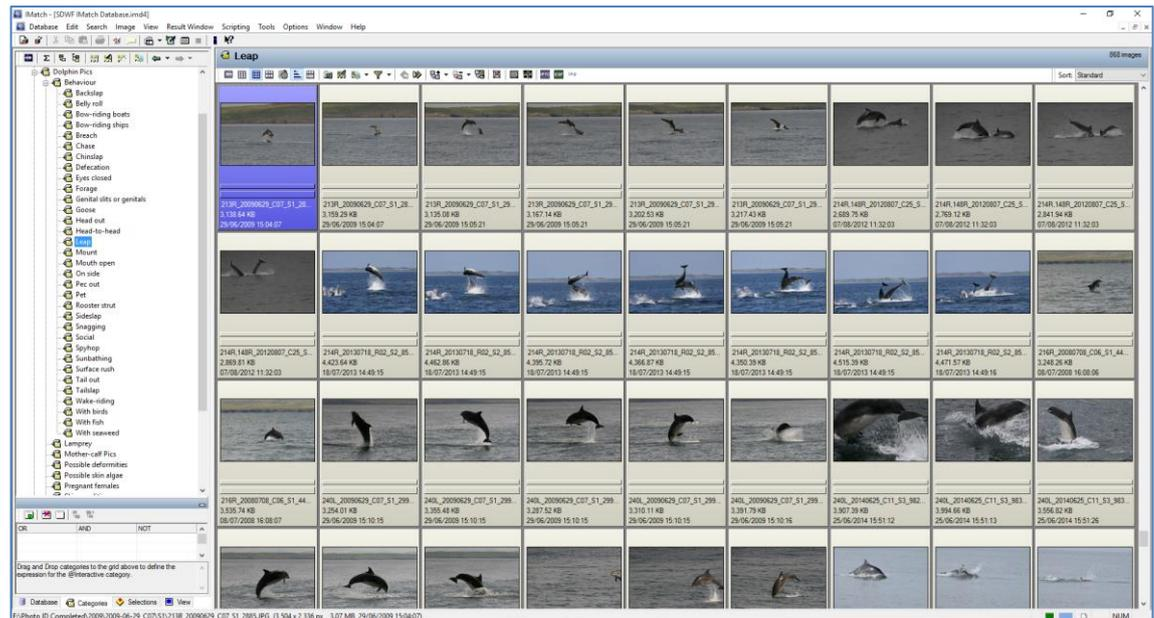 IMatch - [SDWF IMatch Database.imd4]
Database Edit Search Image View Result Window Scripting Tools Options Window Help
Leap
868 images
Sort: Standard
Dolphin Pics
Behaviour
Backslap
Belly roll
Bow-riding boats
Bow-riding ships
Breach
Chase
Chinslap
Defecation
Eyes closed
Forage
Genital slits or genitals
Goose
Head out
Head-to-head
Leap
Mount
Mouth open
On side
Pec out
Pet
Rooster strut
Sideslap
Snagging
Social
Spyhop
Sunbathing
Surface rush
Tail out
Tailslap
Wake-riding
With birds
With fish
With seaweed
Lamprey
Mother-calf Pics
Possible deformities
Possible skin algae
Pregnant females
OR AND NOT
Drag and Drop categories to the grid above to define the
expression for the @Interactive category.
Database Categories Selections View
213R_20090629_C07_S1_28... 213R_20090629_C07_S1_29... 213R_20090629_C07_S1_29... 213R_20090629_C07_S1_29... 213R_20090629_C07_S1_29... 213R_20090629_C07_S1_29... 214R,148R_20120807_C25_S... 214R,148R_20120807_C25_S... 214R,148R_20120807_C25_S...
3,138.64 KB 3,159.29 KB 3,135.08 KB 3,167.14 KB 3,202.53 KB 3,217.43 KB 2,689.75 KB 2,769.12 KB 2,841.94 KB
29/06/2009 15:04:07 29/06/2009 15:04:07 29/06/2009 15:05:21 29/06/2009 15:05:21 29/06/2009 15:05:21 29/06/2009 15:05:21 07/08/2012 11:32:03 07/08/2012 11:32:03 07/08/2012 11:32:03
214R,148R_20120807_C25_S... 214R_20130718_R02_S2_85... 214R_20130718_R02_S2_85... 214R_20130718_R02_S2_85... 214R_20130718_R02_S2_85... 214R_20130718_R02_S2_85... 214R_20130718_R02_S2_85... 214R_20130718_R02_S2_85... 216R_20080708_C06_S1_44...
2,869.81 KB 4,423.64 KB 4,462.86 KB 4,395.72 KB 4,366.87 KB 4,350.39 KB 4,515.39 KB 4,471.57 KB 3,248.26 KB
07/08/2012 11:32:03 18/07/2013 14:49:15 18/07/2013 14:49:15 18/07/2013 14:49:15 18/07/2013 14:49:15 18/07/2013 14:49:15 18/07/2013 14:49:15 18/07/2013 14:49:16 08/07/2008 16:08:06
216R_20080708_C06_S1_44... 240L_20090629_C07_S1_299... 240L_20090629_C07_S1_299... 240L_20090629_C07_S1_299... 240L_20090629_C07_S1_299... 240L_20090629_C07_S1_299... 240L_20140625_C11_S3_982... 240L_20140625_C11_S3_983... 240L_20140625_C11_S3_983...
3,535.74 KB 3,254.01 KB 3,355.48 KB 3,287.52 KB 3,310.11 KB 3,391.79 KB 3,907.39 KB 3,994.66 KB 3,556.82 KB
08/07/2008 16:08:07 29/06/2009 15:10:15 29/06/2009 15:10:15 29/06/2009 15:10:15 29/06/2009 15:10:15 29/06/2009 15:10:16 25/06/2014 15:51:12 25/06/2014 15:51:13 25/06/2014 15:51:26
NUM